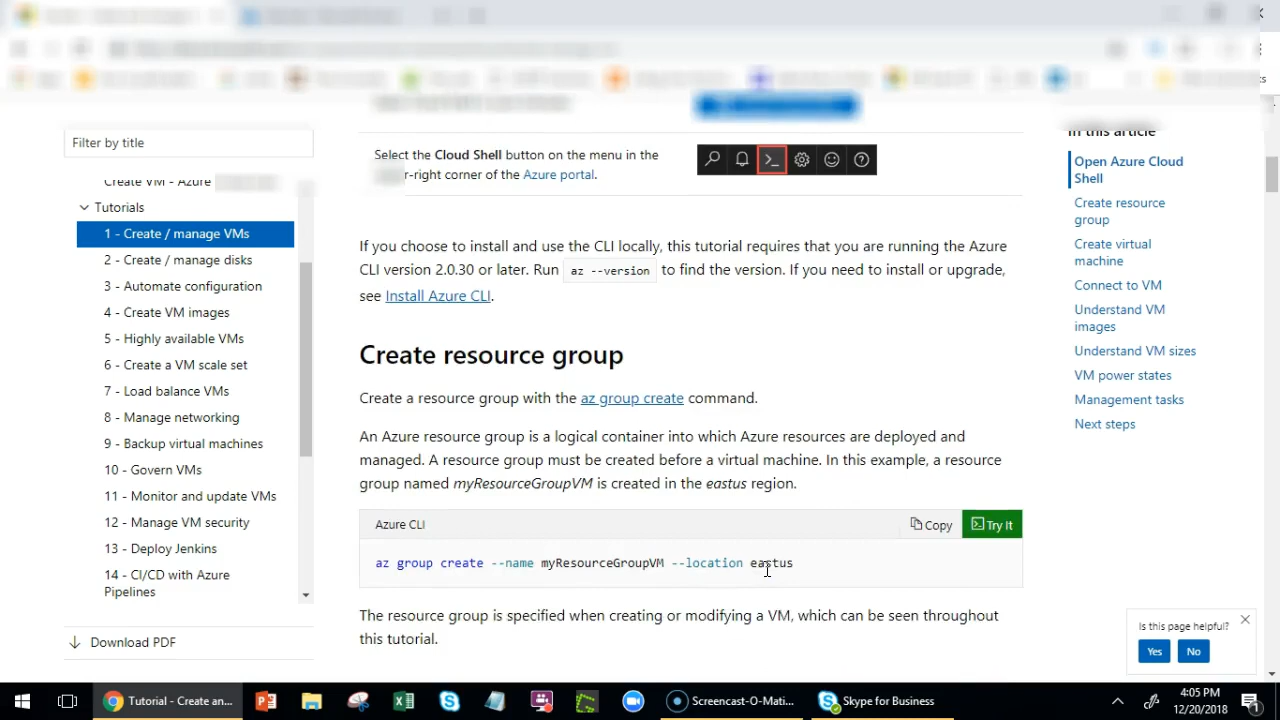 Filter by title
Create VM - Azure
Tutorials
1 - Create / manage VMs
2 - Create / manage disks
3 - Automate configuration
4 - Create VM images
5 - Highly available VMs
6 - Create a VM scale set
7 - Load balance VMs
8 - Manage networking
9 - Backup virtual machines
10 - Govern VMs
11 - Monitor and update VMs
12 - Manage VM security
13 - Deploy Jenkins
14 - CI/CD with Azure
Pipelines
Download PDF
Select the Cloud Shell button on the menu in the
r-right corner of the Azure portal.
If you choose to install and use the CLI locally, this tutorial requires that you are running the Azure
CLI version 2.0.30 or later. Run az --version to find the version. If you need to install or upgrade,
see Install Azure CLI.
Create resource group
Create a resource group with the az group create command.
An Azure resource group is a logical container into which Azure resources are deployed and
managed. A resource group must be created before a virtual machine. In this example, a resource
group named myResourceGroupVM is created in the eastus region.
Azure CLI
Copy
Try It
az group create --name myResourceGroupVM --location eastus
The resource group is specified when creating or modifying a VM, which can be seen throughout
this tutorial.
In this article
Open Azure Cloud
Shell
Create resource
group
Create virtual
machine
Connect to VM
Understand VM
images
Understand VM sizes
VM power states
Management tasks
Next steps
Is this page helpful?
Yes
No
Tutorial - Create an...
Screencast-O-Mati...
Skype for Business
4:05 PM
12/20/2018